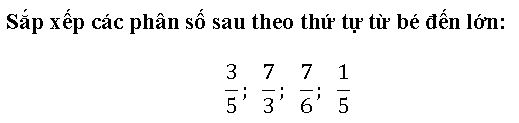 Sắp xếp các phân số sau theo thứ tự từ bé đến lớn:
3/5; 7/3; 7/6; 1/5